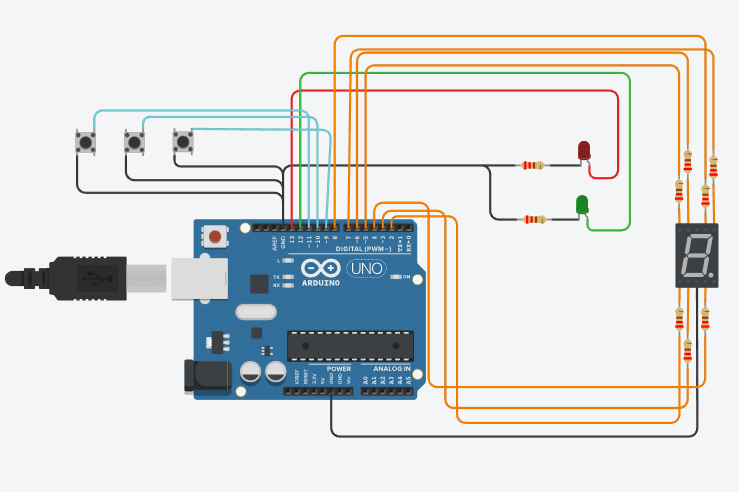 AREF
GND
13
12
~11
~10
~9
8
7
~6
~5
4
~3
2
TX→1
RX←0
DIGITAL (PWM~)
L
TX
RX
UNO
ON
ARDUINO
POWER
ANALOG IN
IOREF
RESET
3.3V
5V
GND
GND
Vin
A0
A1
A2
A3
A4
A5